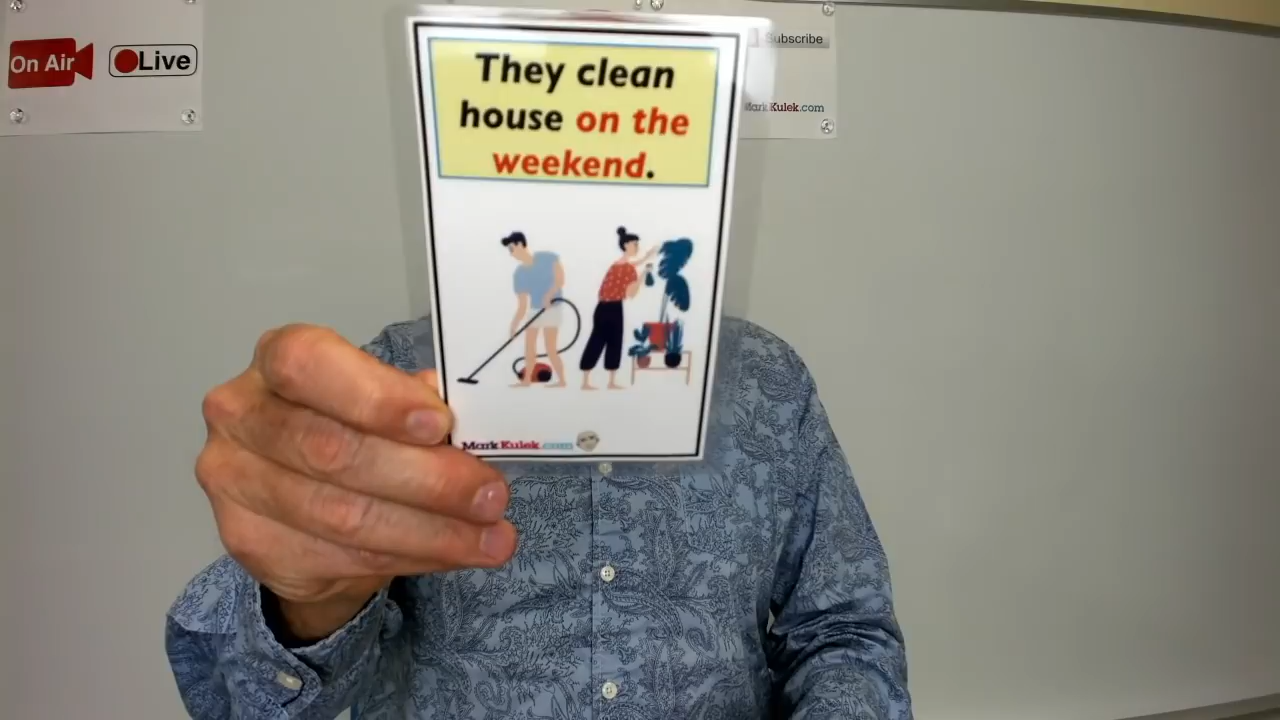 On Air
Live
Subscribe
MarkKulek.com
They clean
house on the
weekend.
MarkKulek.com